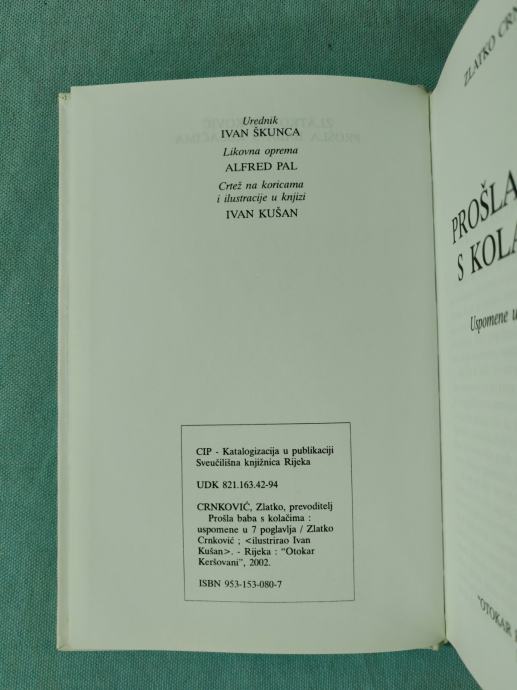 Urednik
IVAN ŠKUNCA
Likovna oprema
ALFRED PAL
Crtež na koricama
i ilustracije u knjizi
IVAN KUŠAN
CIP - Katalogizacija u publikaciji
Sveučilišna knjižnica Rijeka
UDK 821.163.42-94
CRNKOVIĆ, Zlatko, prevoditelj
Prošla baba s kolačima :
uspomene u 7 poglavlja / Zlatko
Crnković ; <ilustrirao Ivan
Kušan>. - Rijeka : "Otokar
Keršovani", 2002.
ISBN 953-153-080-7
ZLATKO
PROŠLA
S
Uspomene
"OTOKAR